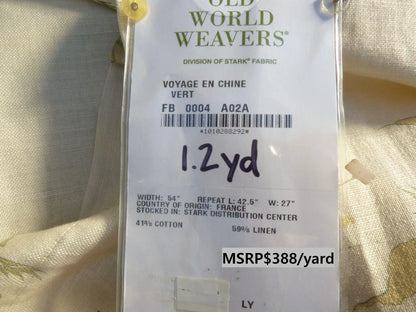 OLD
WORLD
WEAVERS®
DIVISION OF STARK® FABRIC
VOYAGE EN CHINE
VERT
FB 0004 A02A
*1010288292*
1.2yd
WIDTH: 54" REPEAT L: 42.5" W: 27"
COUNTRY OF ORIGIN: FRANCE
STOCKED IN: STARK DISTRIBUTION CENTER
41% COTTON 59% LINEN
MSRP$388/yard
LY